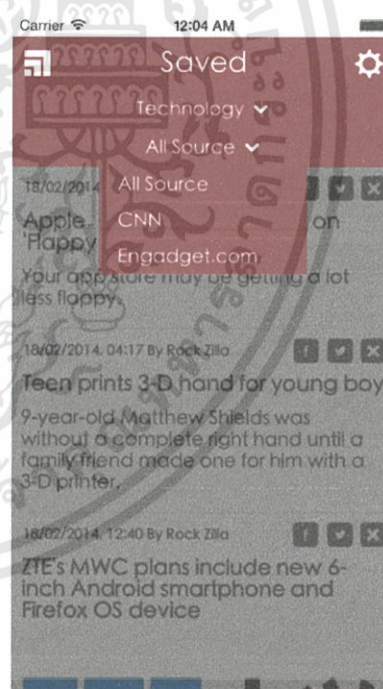 Carrier 12:04 AM
Saved
Technology
All Source
All Source
CNN
Engadget.com
18/02/2014
Apple on
'Flappy
Your app store may be getting a lot
less flappy.
18/02/2014, 04:17 By Rock Zilla
Teen prints 3-D hand for young boy
9-year-old Matthew Shields was
without a complete right hand until a
family friend made one for him with a
3-D printer.
18/02/2014, 12:40 By Rock Zilla
ZTE's MWC plans include new 6-
inch Android smartphone and
Firefox OS device